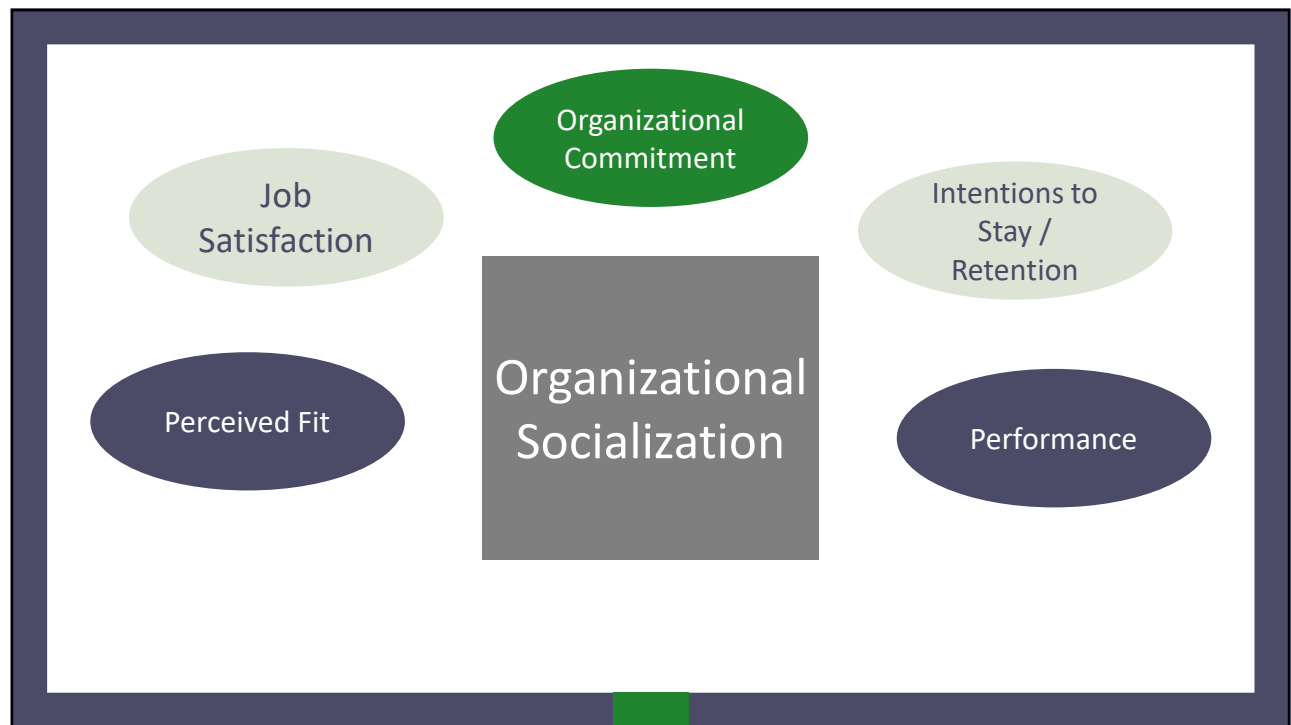 Organizational
Commitment
Job
Satisfaction
Intentions to
Stay /
Retention
Organizational
Socialization
Perceived Fit
Performance